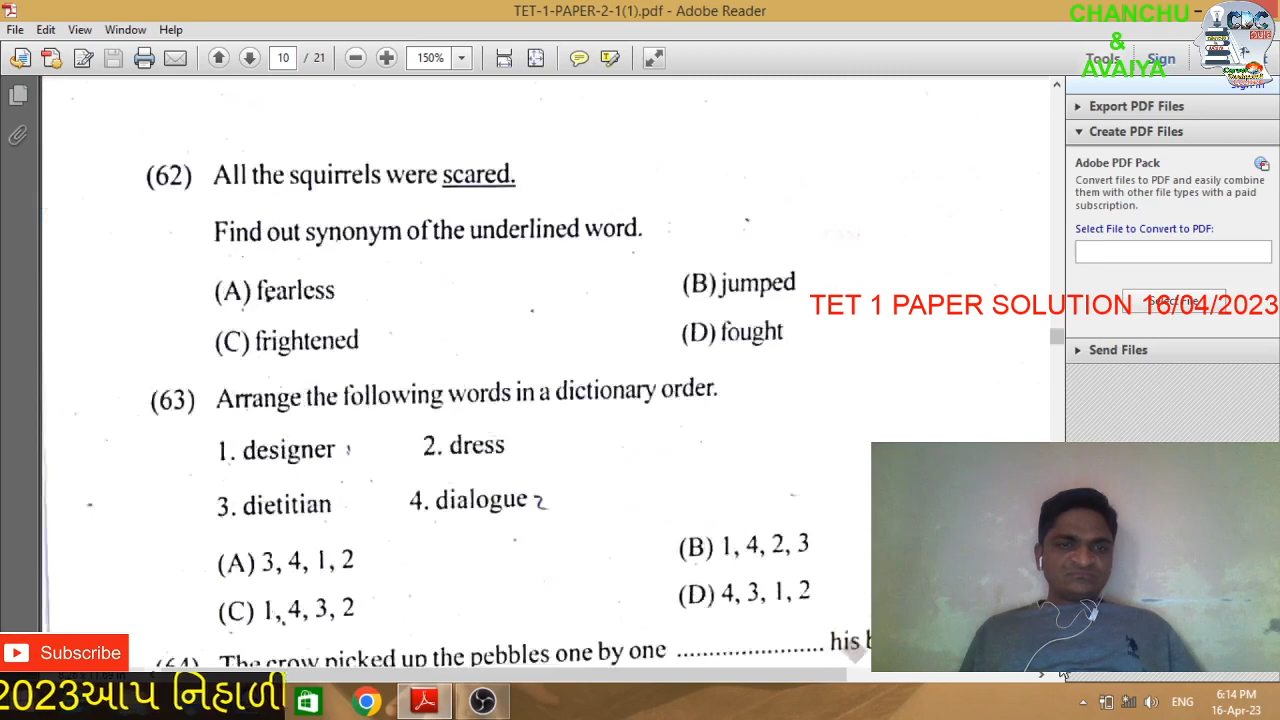 TET-1-PAPER-2-1(1).pdf - Adobe Reader
CHANCHU
&
AVAIYA
File Edit View Window Help
10 / 21 150% Tools Sign
(62) All the squirrels were scared.
Find out synonym of the underlined word.
(A) fearless (B) jumped
(C) frightened (D) fought
(63) Arrange the following words in a dictionary order.
1. designer 2. dress
3. dietitian 4. dialogue 2
(A) 3, 4, 1, 2 (B) 1, 4, 2, 3
(C) 1, 4, 3, 2 (D) 4, 3, 1, 2
(64) The crow picked up the pebbles one by one ........................ his
Export PDF Files
Create PDF Files
Adobe PDF Pack
Convert files to PDF and easily combine
them with other file types with a paid
subscription.
Select File to Convert to PDF:
Select File
TET 1 PAPER SOLUTION 16/04/2023
Send Files
Subscribe
2023આપ નિહાળી
ENG
6:14 PM
16-Apr-23